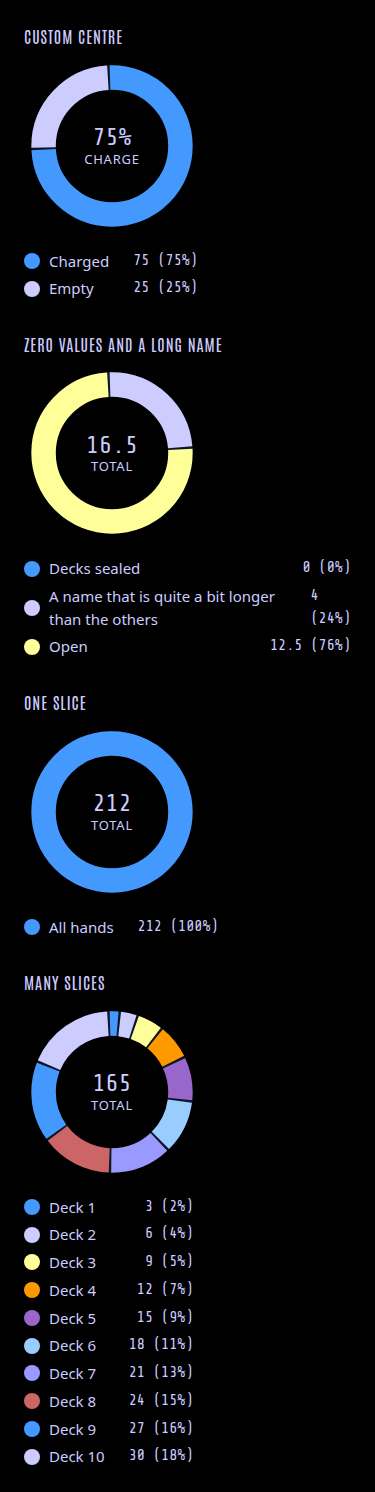 CUSTOM CENTRE
75%
CHARGE
Charged 75 (75%)
Empty 25 (25%)
ZERO VALUES AND A LONG NAME
16.5
TOTAL
Decks sealed 0 (0%)
A name that is quite a bit longer 4
than the others (24%)
Open 12.5 (76%)
ONE SLICE
212
TOTAL
All hands 212 (100%)
MANY SLICES
165
TOTAL
Deck 1 3 (2%)
Deck 2 6 (4%)
Deck 3 9 (5%)
Deck 4 12 (7%)
Deck 5 15 (9%)
Deck 6 18 (11%)
Deck 7 21 (13%)
Deck 8 24 (15%)
Deck 9 27 (16%)
Deck 10 30 (18%)